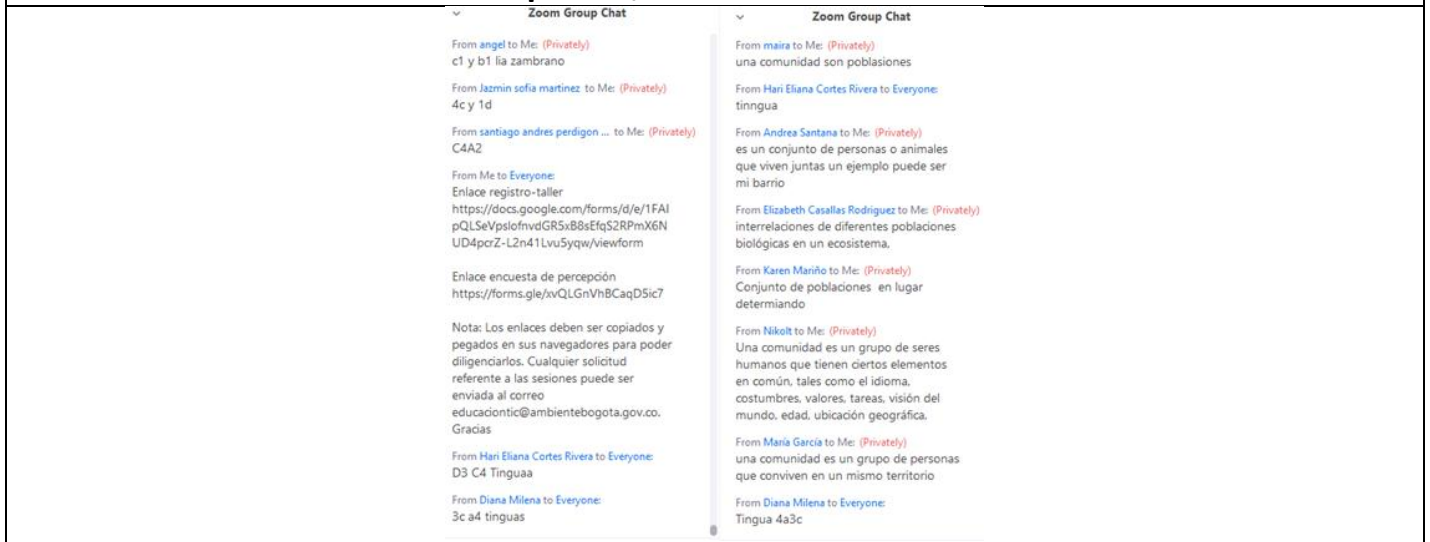 Zoom Group Chat
From angel to Me: (Privately)
c1 y b1 lia zambrano
From Jazmin sofia martinez to Me: (Privately)
4c y 1d
From santiago andres perdigon ... to Me: (Privately)
C4A2
From Me to Everyone:
Enlace registro-taller
https://docs.google.com/forms/d/e/1FAI
pQLSeVpslofnvdGR5xB8sEfqS2RPmX6N
UD4pcrZ-L2n41Lvu5yqw/viewform
Enlace encuesta de percepción
https://forms.gle/xvQLGnVhBCaqD5ic7
Nota: Los enlaces deben ser copiados y
pegados en sus navegadores para poder
diligenciarlos. Cualquier solicitud
referente a las sesiones puede ser
enviada al correo
educaciontic@ambientebogota.gov.co.
Gracias
From Hari Eliana Cortes Rivera to Everyone:
D3 C4 Tinguaa
From Diana Milena to Everyone:
3c a4 tinguas
Zoom Group Chat
From maira to Me: (Privately)
una comunidad son poblasiones
From Hari Eliana Cortes Rivera to Everyone:
tinngua
From Andrea Santana to Me: (Privately)
es un conjunto de personas o animales
que viven juntas un ejemplo puede ser
mi barrio
From Elizabeth Casallas Rodriguez to Me: (Privately)
interrelaciones de diferentes poblaciones
biológicas en un ecosistema,
From Karen Mariño to Me: (Privately)
Conjunto de poblaciones en lugar
determiando
From Nikolt to Me: (Privately)
Una comunidad es un grupo de seres
humanos que tienen ciertos elementos
en común, tales como el idioma,
costumbres, valores, tareas, visión del
mundo, edad, ubicación geográfica,
From María García to Me: (Privately)
una comunidad es un grupo de personas
que conviven en un mismo territorio
From Diana Milena to Everyone:
Tingua 4a3c